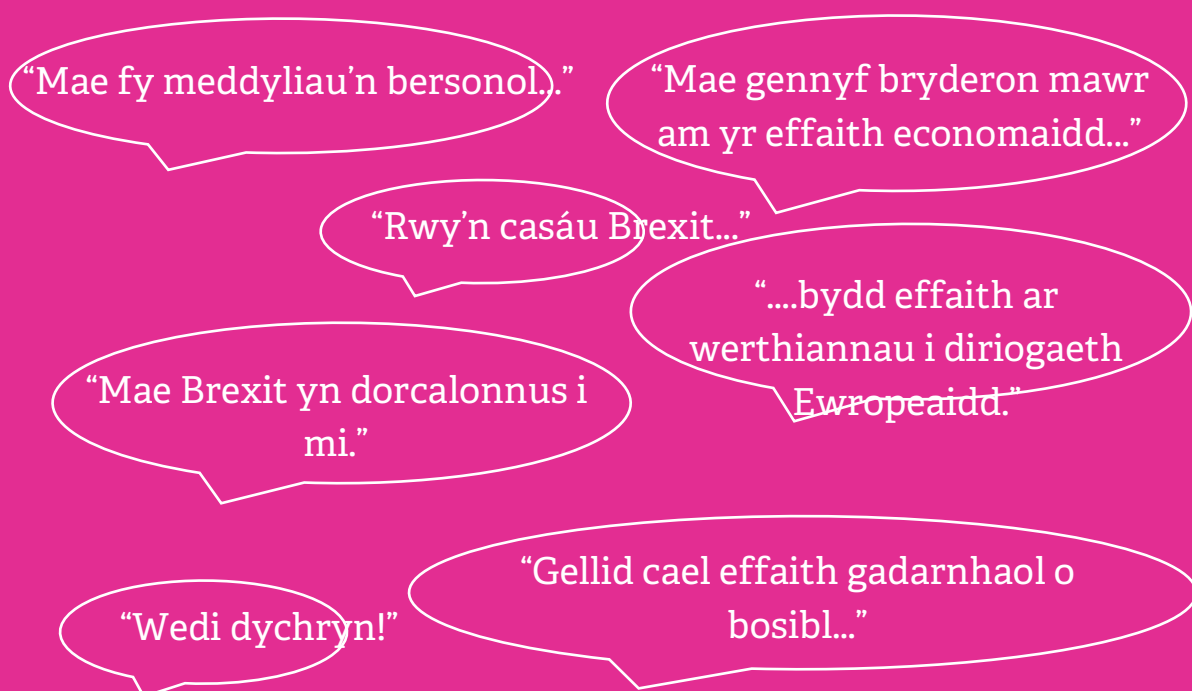 “Mae fy meddyliau’n bersonol...”
“Mae gennyf bryderon mawr
am yr effaith economaidd...”
“Rwy’n casáu Brexit...”
“....bydd effaith ar
werthiannau i diriogaeth
Ewropeaidd.”
“Mae Brexit yn dorcalonnus i
mi.”
“Gellid cael effaith gadarnhaol o
bosibl...”
“Wedi dychryn!”